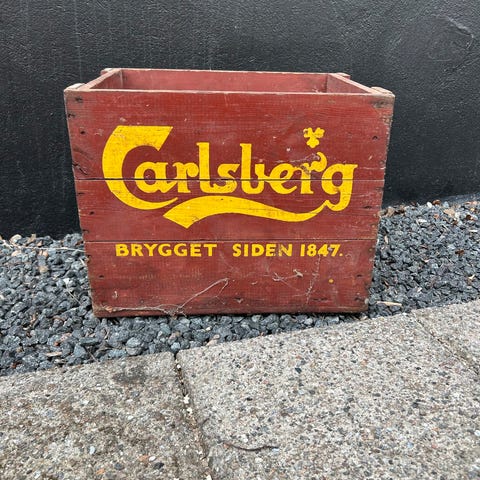 Carlsberg
BRYGGET SIDEN 1847.